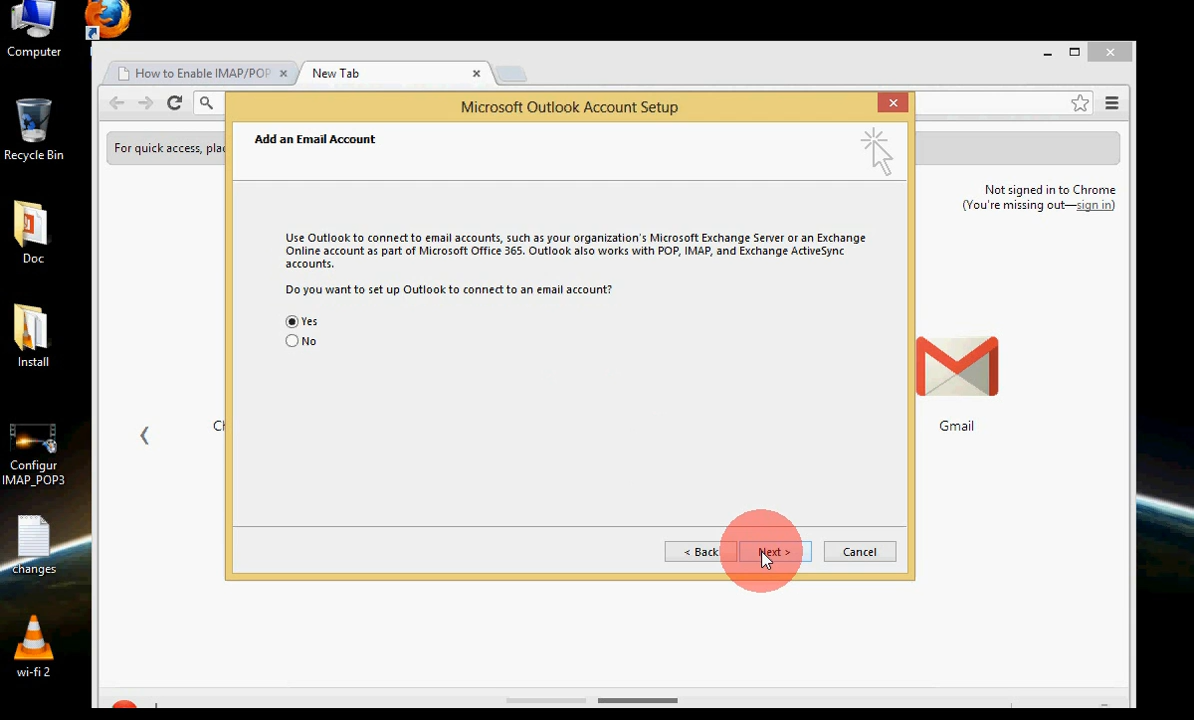 Computer
Recycle Bin
Doc
Install
Configur
IMAP_POP3
changes
wi-fi 2
How to Enable IMAP/POP
New Tab
Microsoft Outlook Account Setup
For quick access, plac
Not signed in to Chrome
(You're missing out—sign in)
Add an Email Account
Use Outlook to connect to email accounts, such as your organization's Microsoft Exchange Server or an Exchange
Online account as part of Microsoft Office 365. Outlook also works with POP, IMAP, and Exchange ActiveSync
accounts.
Do you want to set up Outlook to connect to an email account?
Yes
No
Gmail
< Back
Next >
Cancel